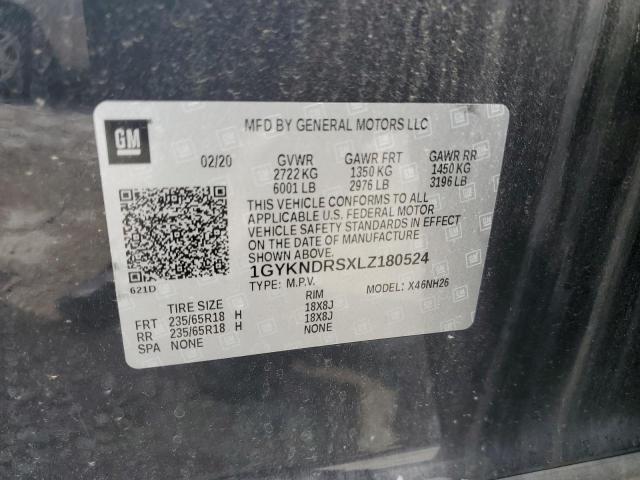 GM
MFD BY GENERAL MOTORS LLC
02/20 GVWR GAWR FRT GAWR RR
2722 KG 1350 KG 1450 KG
6001 LB 2976 LB 3196 LB
THIS VEHICLE CONFORMS TO ALL
APPLICABLE U.S. FEDERAL MOTOR
VEHICLE SAFETY STANDARDS IN EFFECT
ON THE DATE OF MANUFACTURE
SHOWN ABOVE.
1GYKNDRSXLZ180524
621D
TYPE: M.P.V. MODEL: X46NH26
TIRE SIZE RIM
FRT 235/65R18 H 18X8J
RR 235/65R18 H 18X8J
SPA NONE NONE